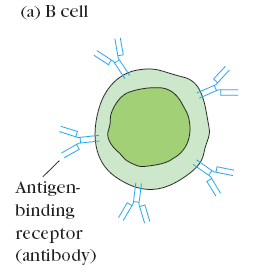 (a) B cell
Antigen-
binding
receptor
(antibody)